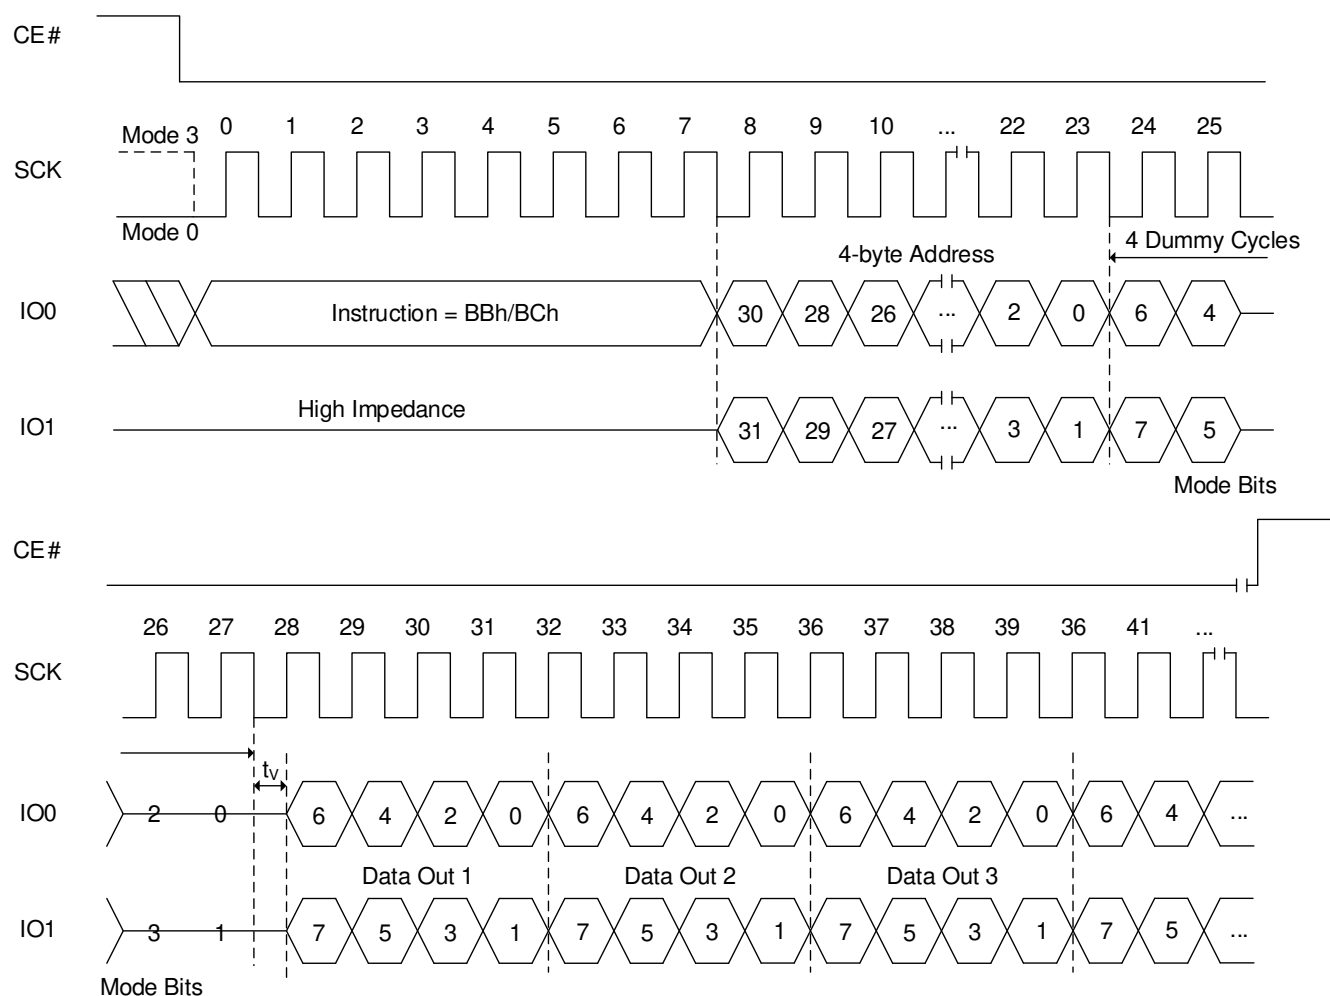 CE#
0 1 2 3 4 5 6 7 8 9 10 ... 22 23 24 25
Mode 3
SCK
Mode 0
4-byte Address
4 Dummy Cycles
IO0
Instruction = BBh/BCh
30 28 26 ... 2 0 6 4
High Impedance
IO1
31 29 27 ... 3 1 7 5
Mode Bits
CE#
26 27 28 29 30 31 32 33 34 35 36 37 38 39 36 41 ...
SCK
tV
IO0
2 0 6 4 2 0 6 4 2 0 6 4 2 0 6 4 ...
Data Out 1 Data Out 2 Data Out 3
IO1
3 1 7 5 3 1 7 5 3 1 7 5 3 1 7 5 ...
Mode Bits